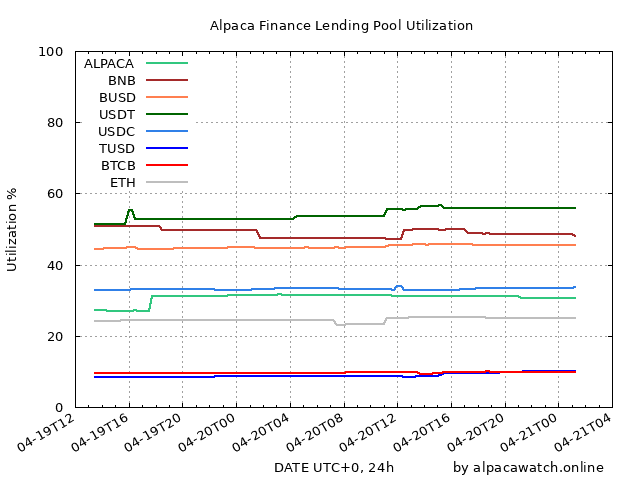 Alpaca Finance Lending Pool Utilization
100
80
60
40
20
0
Utilization %
ALPACA
BNB
BUSD
USDT
USDC
TUSD
BTCB
ETH
04-19T12
04-19T16
04-19T20
04-20T00
04-20T04
04-20T08
04-20T12
04-20T16
04-20T20
04-21T00
04-21T04
DATE UTC+0, 24h
by alpacawatch.online